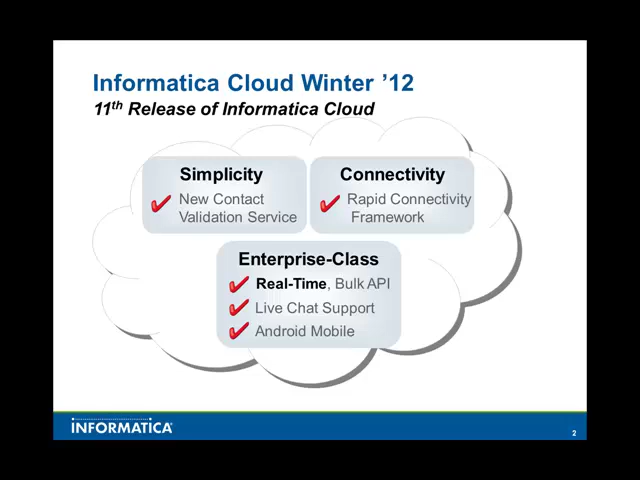 Informatica Cloud Winter ’12
11th Release of Informatica Cloud
Simplicity
New Contact
Validation Service
Connectivity
Rapid Connectivity
Framework
Enterprise-Class
Real-Time, Bulk API
Live Chat Support
Android Mobile
INFORMATICA
2